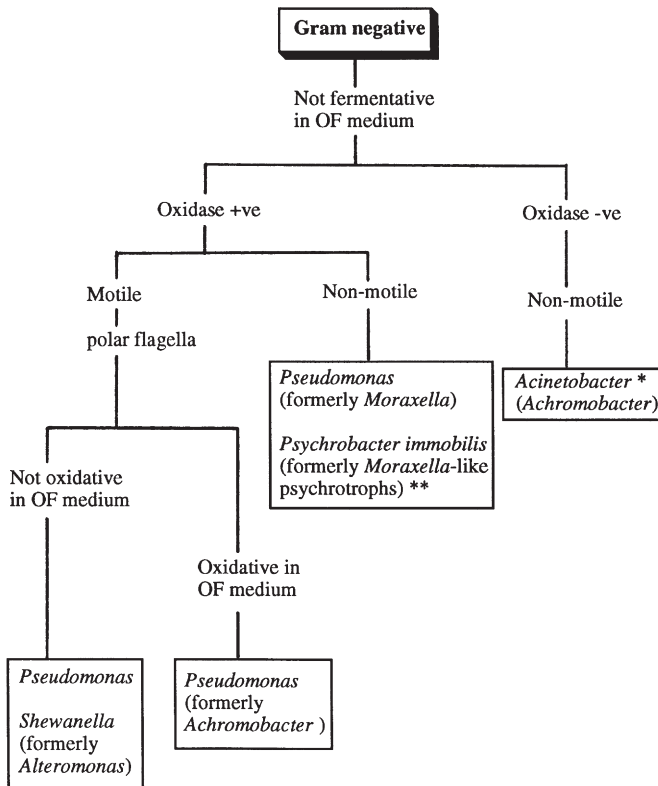 Gram negative
Not fermentative
in OF medium
Oxidase +ve
Oxidase -ve
Motile
polar flagella
Non-motile
Non-motile
Pseudomonas
(formerly Moraxella)
Psychrobacter immobilis
(formerly Moraxella-like
psychrotrophs) **
Acinetobacter *
(Achromobacter)
Not oxidative
in OF medium
Oxidative in
OF medium
Pseudomonas
Shewanella
(formerly
Alteromonas)
Pseudomonas
(formerly
Achromobacter )